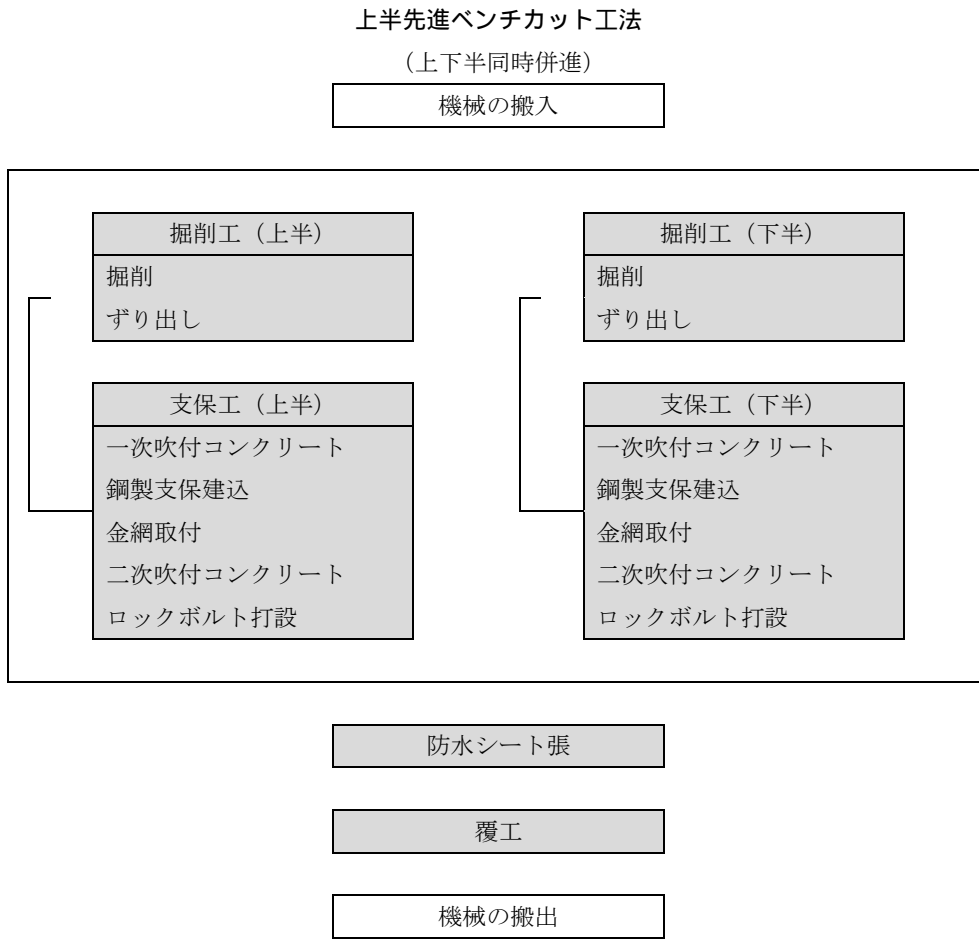 上半先進ベンチカット工法
（上下半同時併進）
機械の搬入
掘削工（上半）
掘削
ずり出し
支保工（上半）
一次吹付コンクリート
鋼製支保建込
金網取付
二次吹付コンクリート
ロックボルト打設
掘削工（下半）
掘削
ずり出し
支保工（下半）
一次吹付コンクリート
鋼製支保建込
金網取付
二次吹付コンクリート
ロックボルト打設
防水シート張
覆工
機械の搬出